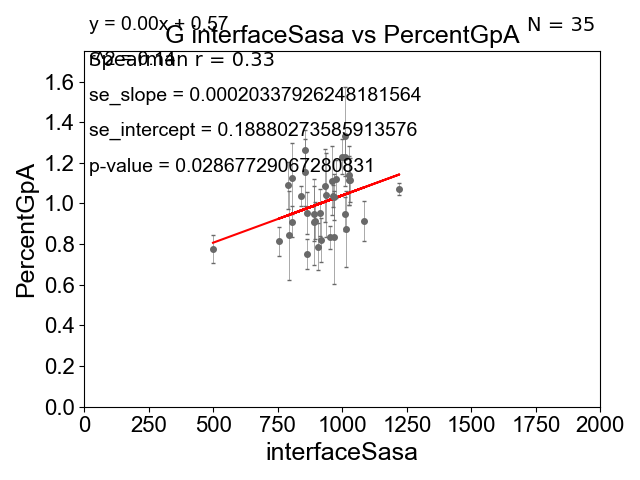 y = 0.00x + 0.57
N = 35
G interfaceSasa vs PercentGpA
Spearman r = 0.33
se_slope = 0.00020337926248181564
se_intercept = 0.18880273585913576
p-value = 0.02867729067280831
PercentGpA
1.6
1.4
1.2
1.0
0.8
0.6
0.4
0.2
0.0
0 250 500 750 1000 1250 1500 1750 2000
interfaceSasa